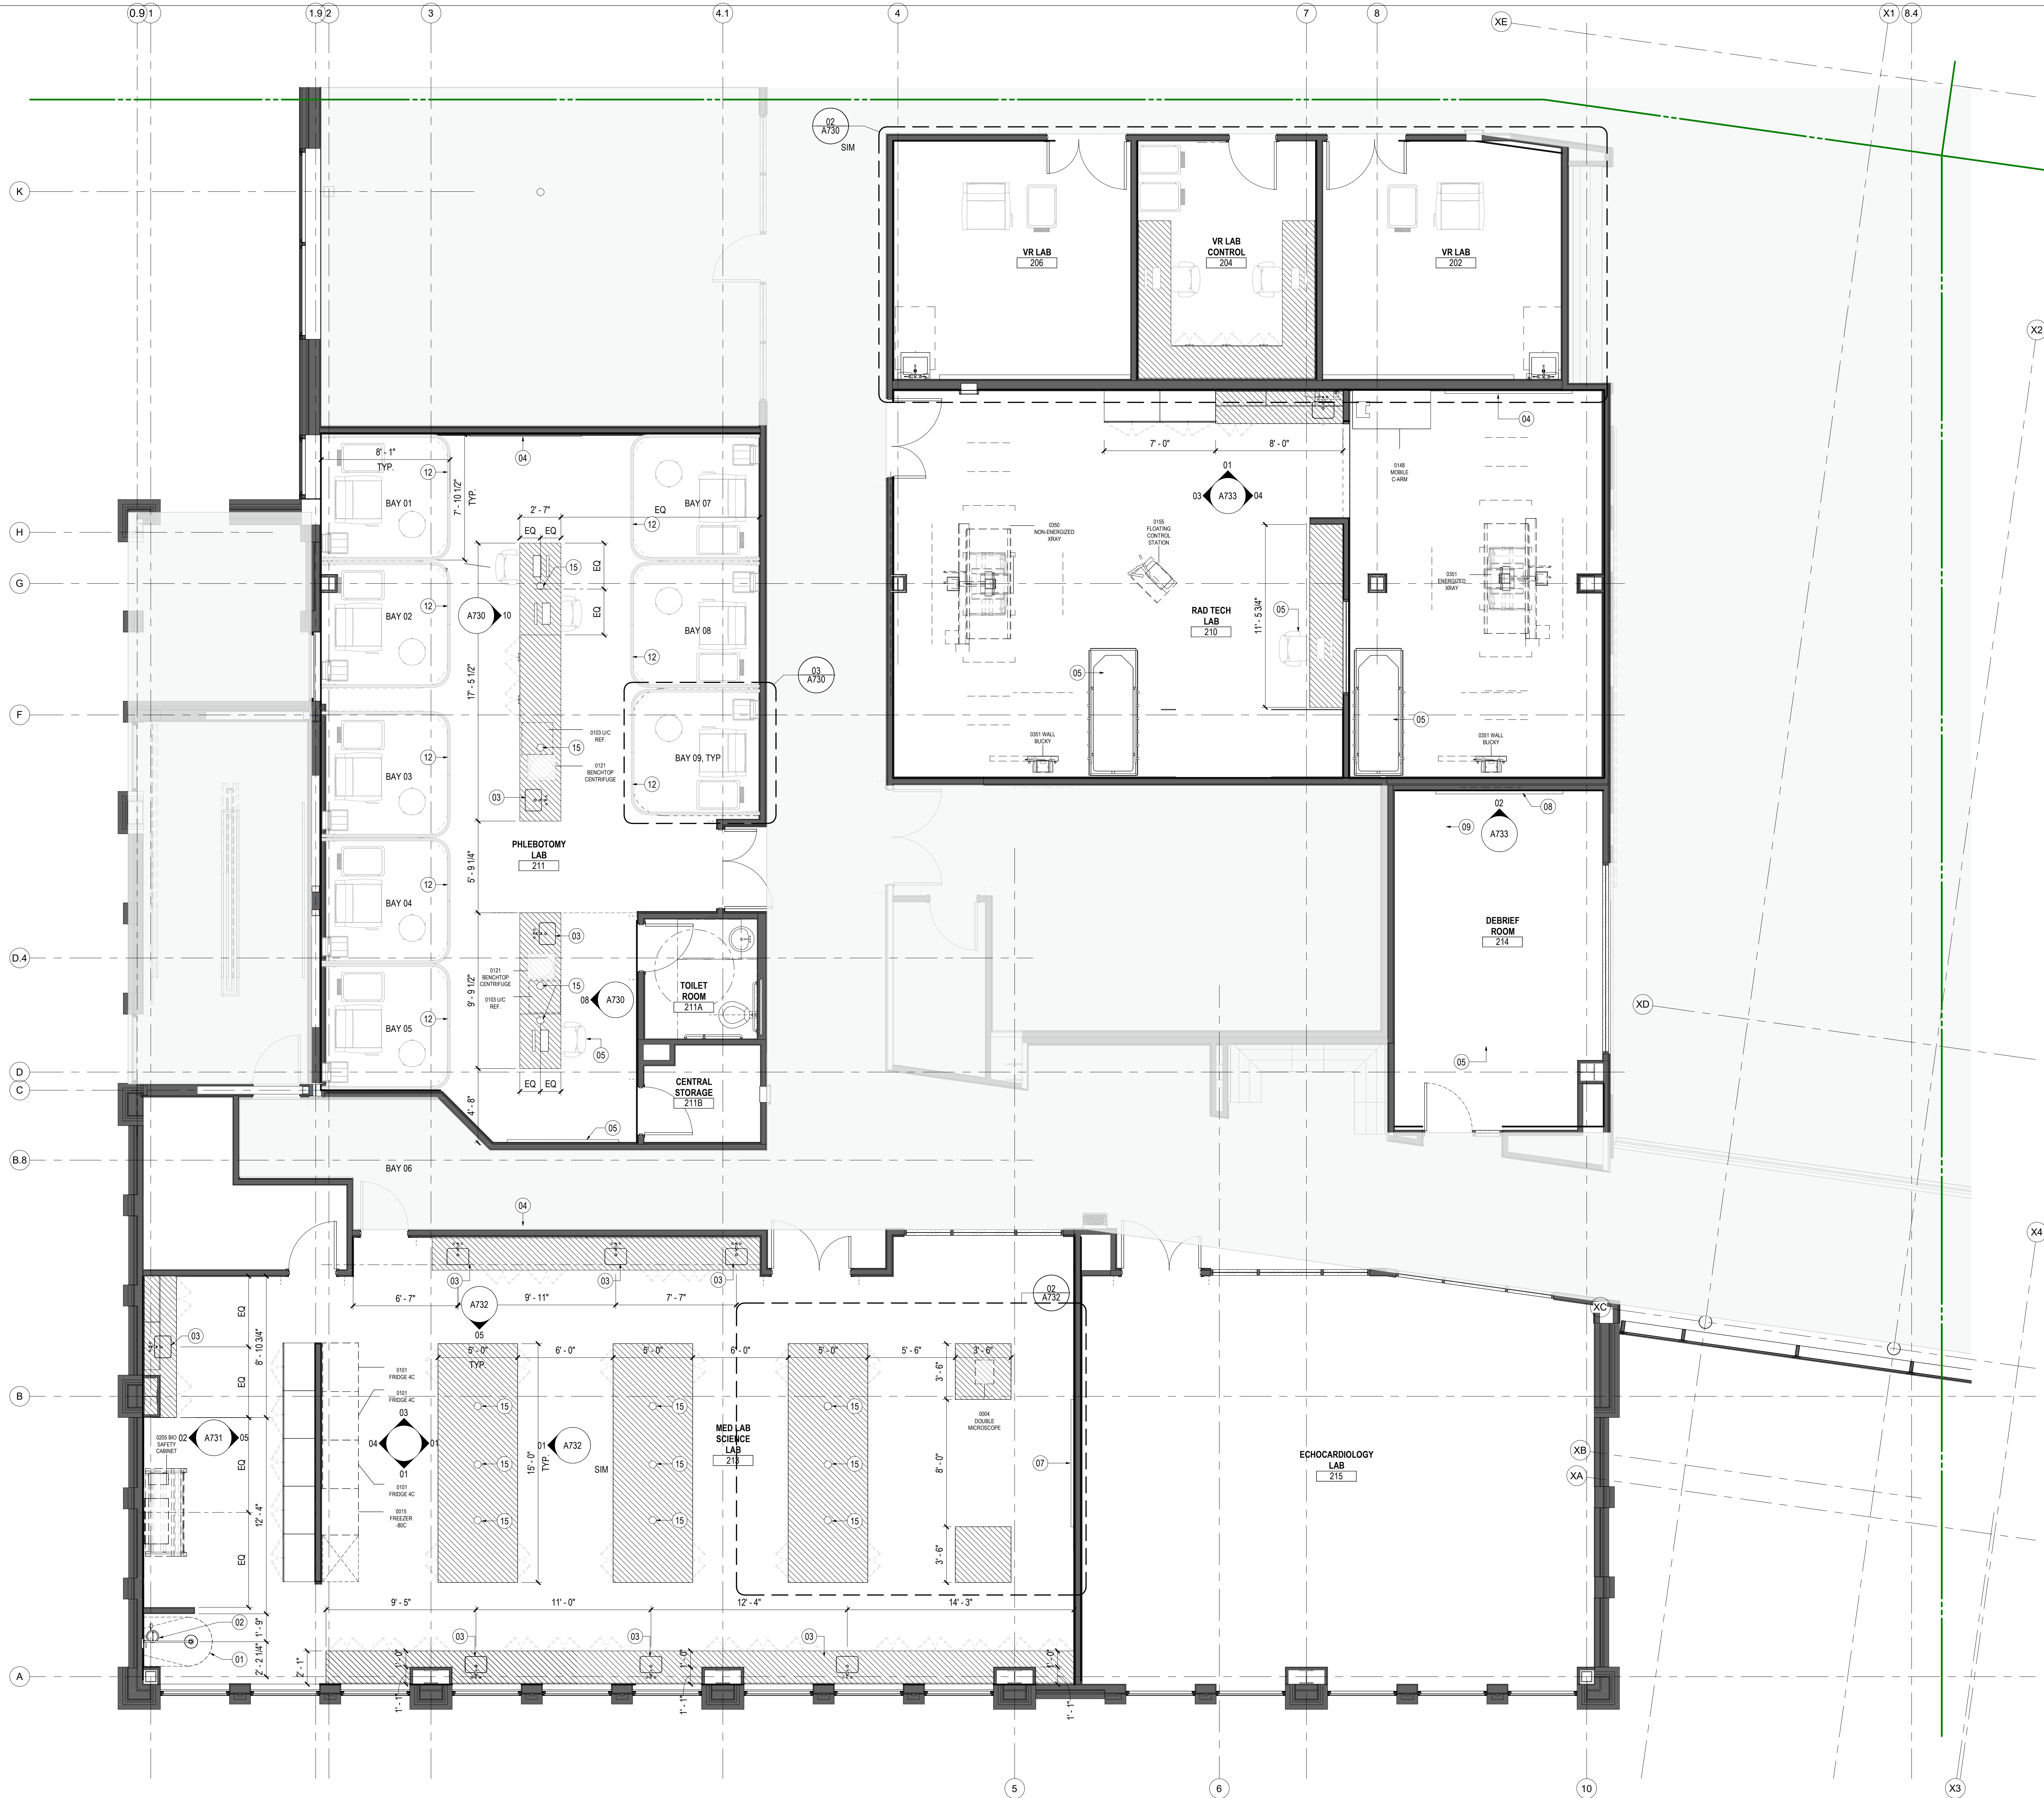 0.9
1
1.9
2
3
4.1
4
7
8
XE
X1
8.4
02
A730
SIM
K
VR LAB
206
VR LAB
CONTROL
204
VR LAB
202
X2
04
8' - 1"
TYP.
12
BAY 01
7' - 10 1/2"
TYP.
04
BAY 07
2' - 7"
EQ
EQ
EQ
12
7' - 0"
8' - 0"
04
0148
MOBILE
C-ARM
01
03
A733
04
H
0350
NON-ENERGIZED
XRAY
0155
FLOATING
CONTROL
STATION
15
EQ
EQ
G
BAY 02
12
A730
10
BAY 08
12
0351
ENERGIZED
XRAY
RAD TECH
LAB
210
11' - 5 3/4"
05
17' - 5 1/2"
03
A730
05
05
F
0103 U/C
REF.
15
0121
BENCHTOP
CENTRIFUGE
BAY 09, TYP
12
BAY 03
12
03
0351 WALL
BUCKY
0351 WALL
BUCKY
08
02
A733
09
PHLEBOTOMY
LAB
211
5' - 9 1/4"
BAY 04
12
DEBRIEF
ROOM
214
03
D.4
0121
BENCHTOP
CENTRIFUGE
0103 U/C
REF.
15
08
A730
9' - 9 1/2"
TOILET
ROOM
211A
BAY 05
12
05
XD
05
D
C
EQ
EQ
CENTRAL
STORAGE
211B
4' - 8"
05
B.8
BAY 06
04
X4
03
03
03
6' - 7"
9' - 11"
7' - 7"
A732
05
02
A732
XC
03
EQ
8' - 10 3/4"
EQ
5' - 0"
TYP.
6' - 0"
5' - 0"
6' - 0"
5' - 0"
5' - 6"
3' - 6"
3' - 6"
0101
FRIDGE 4C
0101
FRIDGE 4C
B
15
15
15
0004
DOUBLE
MICROSCOPE
0205 BIO
SAFETY
CABINET
02
A731
05
03
04
01
01
MED LAB
SCIENCE
LAB
213
01
A732
SIM
15' - 0"
TYP.
EQ
12' - 4"
EQ
15
15
15
8' - 0"
07
ECHOCARDIOLOGY
LAB
215
XB
XA
0101
FRIDGE 4C
0015
FREEZER
-80C
15
15
15
3' - 6"
9' - 5"
11' - 0"
12' - 4"
14' - 3"
02
01
1' - 9"
2' - 2 1/4"
2' - 1"
03
03
03
1' - 0"
1' - 0"
1' - 0"
A
1' - 1"
1' - 1"
1' - 1"
5
6
10
X3